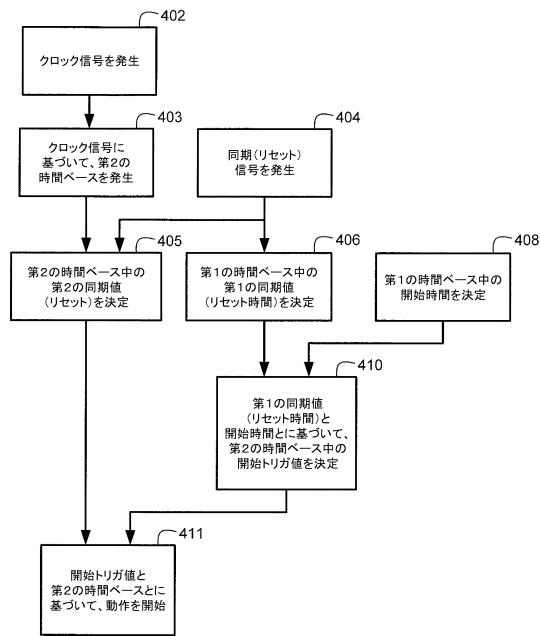 402
クロック信号を発生
403
クロック信号に
基づいて、第2の
時間ベースを発生
404
同期(リセット)
信号を発生
405
第2の時間ベース中の
第2の同期値
(リセット)を決定
406
第1の時間ベース中の
第1の同期値
(リセット時間)を決定
408
第1の時間ベース中の
開始時間を決定
410
第1の同期値
(リセット時間)と
開始時間とに基づいて、
第2の時間ベース中の
開始トリガ値を決定
411
開始トリガ値と
第2の時間ベースとに
基づいて、動作を開始